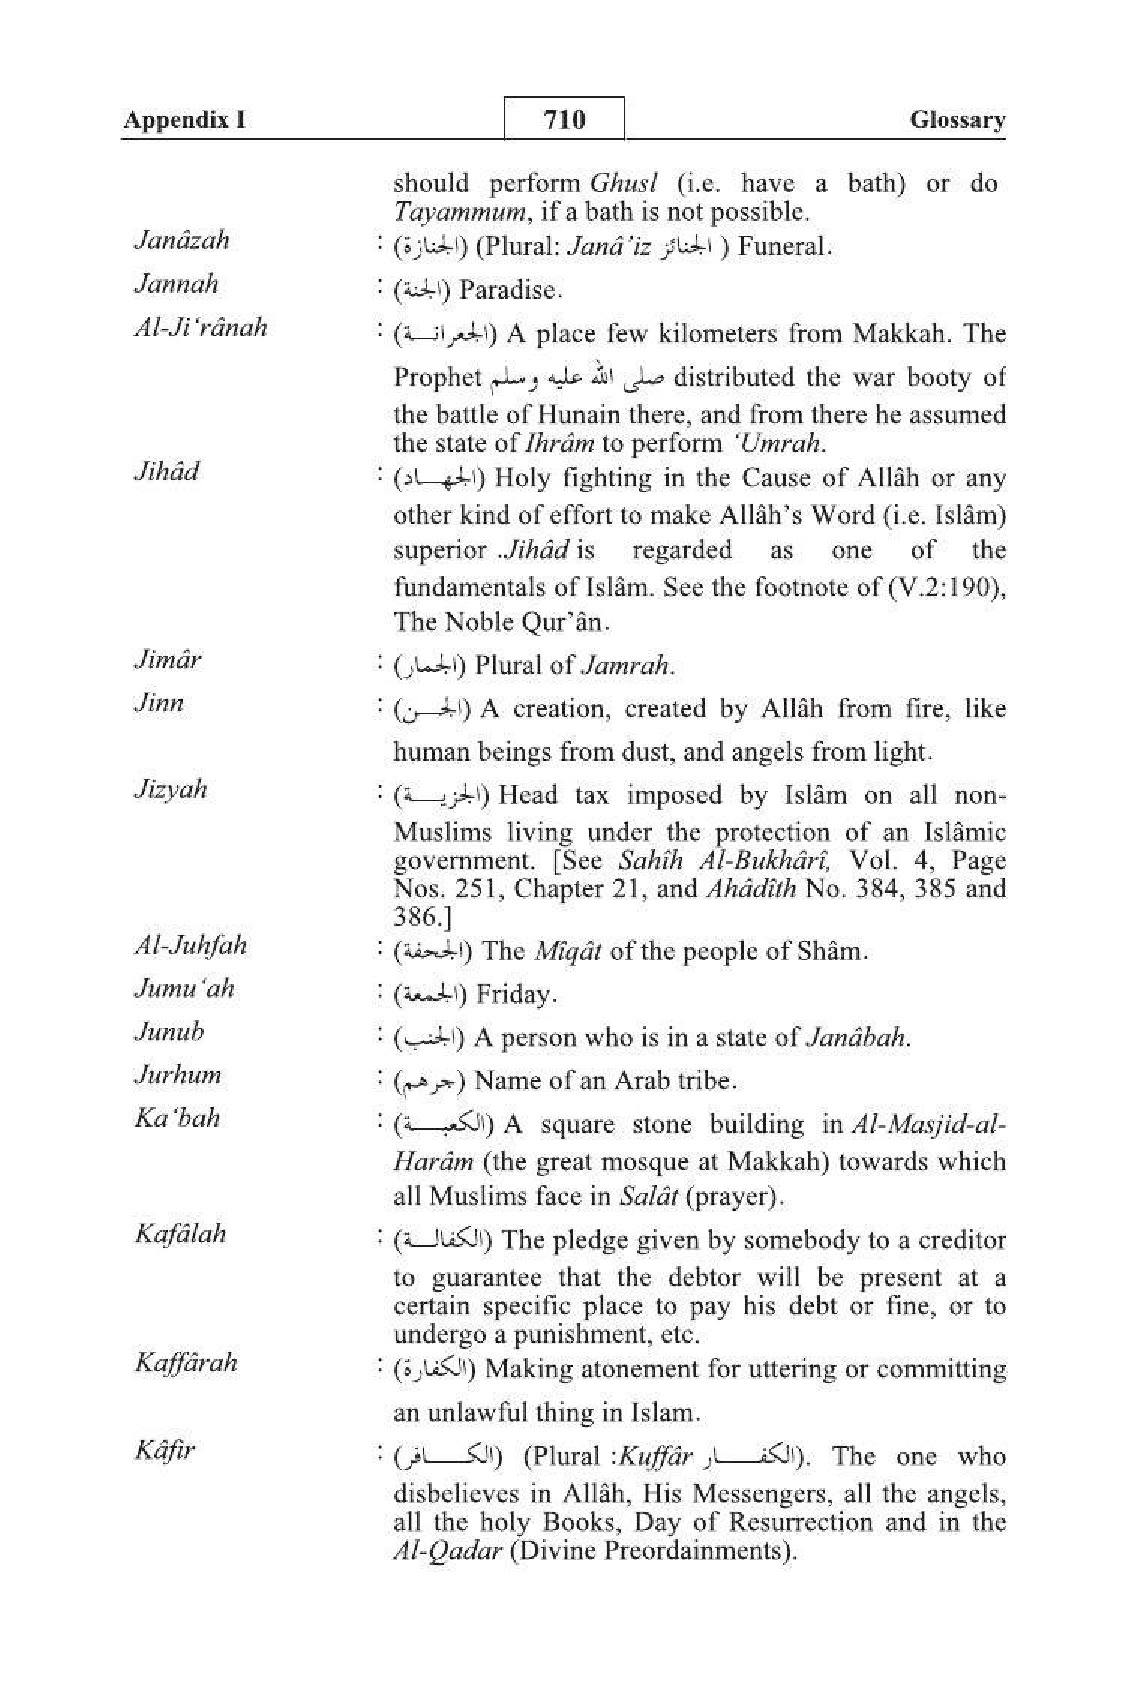 Appendix I 710 Glossary
should perform Ghusl (i.e. have a bath) or do
Tayammum, if a bath is not possible.
Janâzah : (الجنازة) (Plural: Janâ’iz الجنائز ) Funeral.
Jannah : (الجنة) Paradise.
Al-Ji‘rânah : (الجعرانـــة) A place few kilometers from Makkah. The
Prophet صلى الله عليه وسلم distributed the war booty of
the battle of Hunain there, and from there he assumed
the state of Ihrâm to perform ‘Umrah.
Jihâd : (الجهـــاد) Holy fighting in the Cause of Allâh or any
other kind of effort to make Allâh’s Word (i.e. Islâm)
superior .Jihâd is regarded as one of the
fundamentals of Islâm. See the footnote of (V.2:190),
The Noble Qur’ân.
Jimâr : (الجمار) Plural of Jamrah.
Jinn : (الجـــن) A creation, created by Allâh from fire, like
human beings from dust, and angels from light.
Jizyah : (الجزيـــة) Head tax imposed by Islâm on all non-
Muslims living under the protection of an Islâmic
government. [See Sahîh Al-Bukhârî, Vol. 4, Page
Nos. 251, Chapter 21, and Ahâdîth No. 384, 385 and
386.]
Al-Juhfah : (الجحفة) The Mîqât of the people of Shâm.
Jumu‘ah : (الجمعة) Friday.
Junub : (الجنب) A person who is in a state of Janâbah.
Jurhum : (جرهم) Name of an Arab tribe.
Ka‘bah : (الكعبـــة) A square stone building in Al-Masjid-al-
Harâm (the great mosque at Makkah) towards which
all Muslims face in Salât (prayer).
Kafâlah : (الكفالـــة) The pledge given by somebody to a creditor
to guarantee that the debtor will be present at a
certain specific place to pay his debt or fine, or to
undergo a punishment, etc.
Kaffârah : (الكفارة) Making atonement for uttering or committing
an unlawful thing in Islam.
Kâfir : (الكـــــافر) (Plural :Kuffâr الكفـــــار). The one who
disbelieves in Allâh, His Messengers, all the angels,
all the holy Books, Day of Resurrection and in the
Al-Qadar (Divine Preordainments).